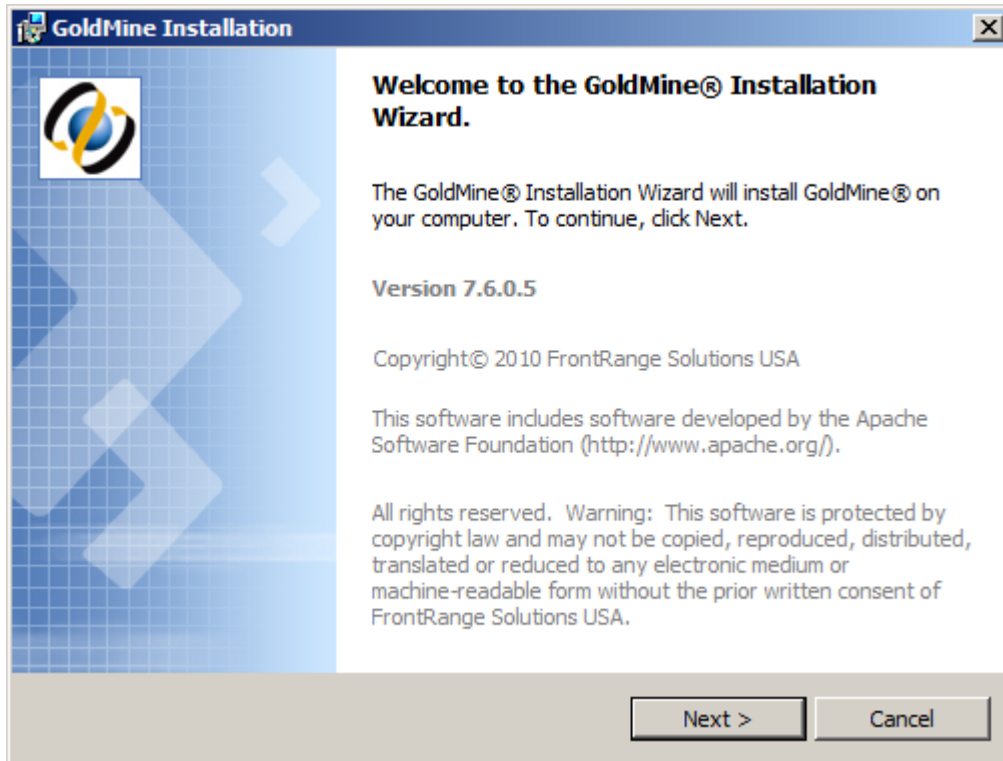 GoldMine Installation
Welcome to the GoldMine® Installation
Wizard.
The GoldMine® Installation Wizard will install GoldMine® on
your computer. To continue, click Next.
Version 7.6.0.5
Copyright© 2010 FrontRange Solutions USA
This software includes software developed by the Apache
Software Foundation (http://www.apache.org/).
All rights reserved.  Warning:  This software is protected by
copyright law and may not be copied, reproduced, distributed,
translated or reduced to any electronic medium or
machine-readable form without the prior written consent of
FrontRange Solutions USA.
Next >
Cancel